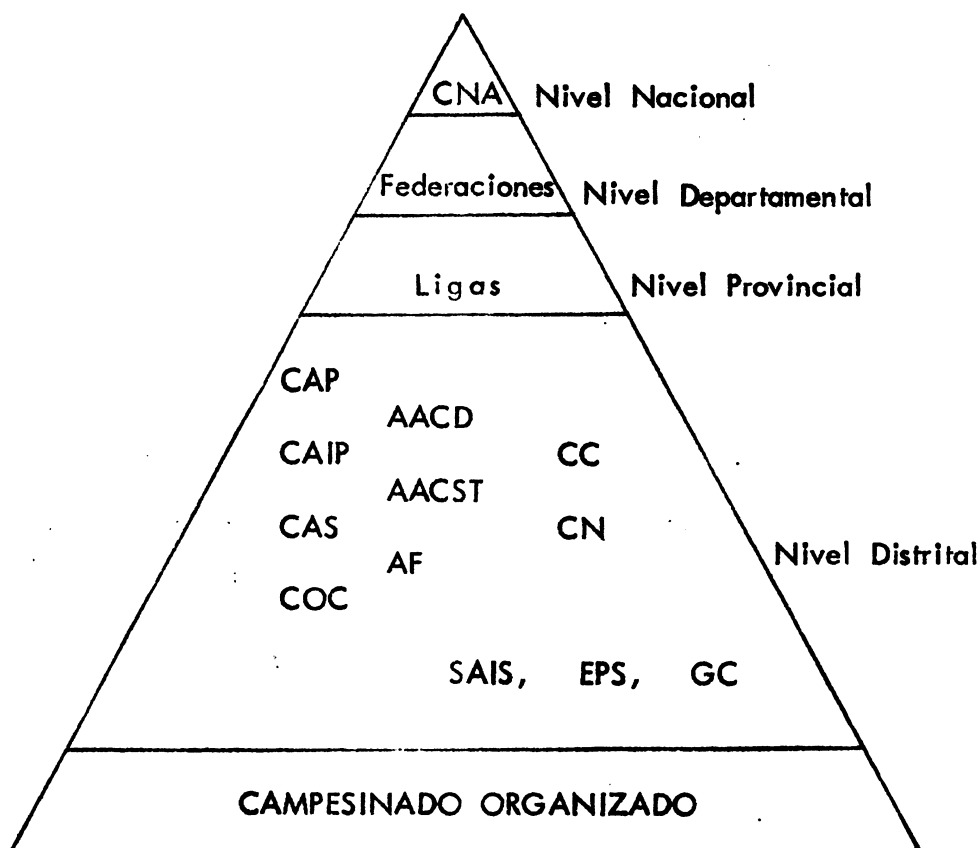 CNA Nivel Nacional
Federaciones Nivel Departamental
Ligas Nivel Provincial
CAP
AACD
CAIP CC
AACST
CAS CN
Nivel Distrital
AF
COC
SAIS, EPS, GC
CAMPESINADO ORGANIZADO